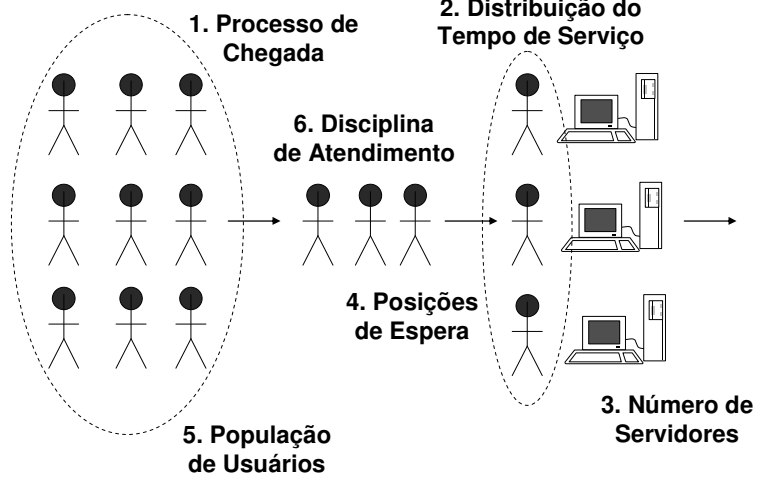 1. Processo de
Chegada
2. Distribuição do
Tempo de Serviço
6. Disciplina
de Atendimento
4. Posições
de Espera
3. Número de
Servidores
5. População
de Usuários